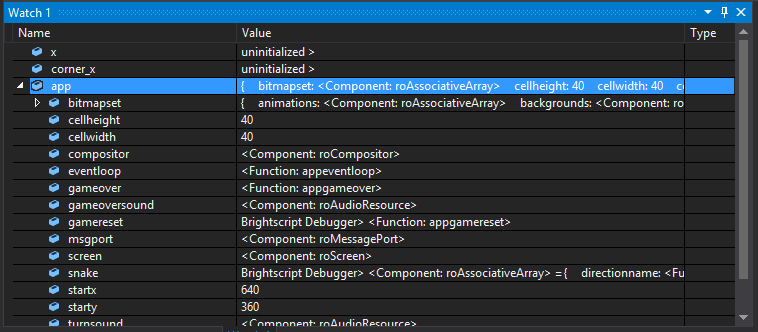 Watch 1
Name Value Type
x uninitialized >
corner_x uninitialized >
app { bitmapset: <Component: roAssociativeArray> cellheight: 40 cellwidth: 40
bitmapset { animations: <Component: roAssociativeArray> backgrounds: <Component: ro
cellheight 40
cellwidth 40
compositor <Component: roCompositor>
eventloop <Function: appeventloop>
gameover <Function: appgameover>
gameoversound <Component: roAudioResource>
gamereset Brightscript Debugger> <Function: appgamereset>
msgport <Component: roMessagePort>
screen <Component: roScreen>
snake Brightscript Debugger> <Component: roAssociativeArray> ={ directionname: <Fu
startx 640
starty 360
turnsound <Component: roAudioResource>